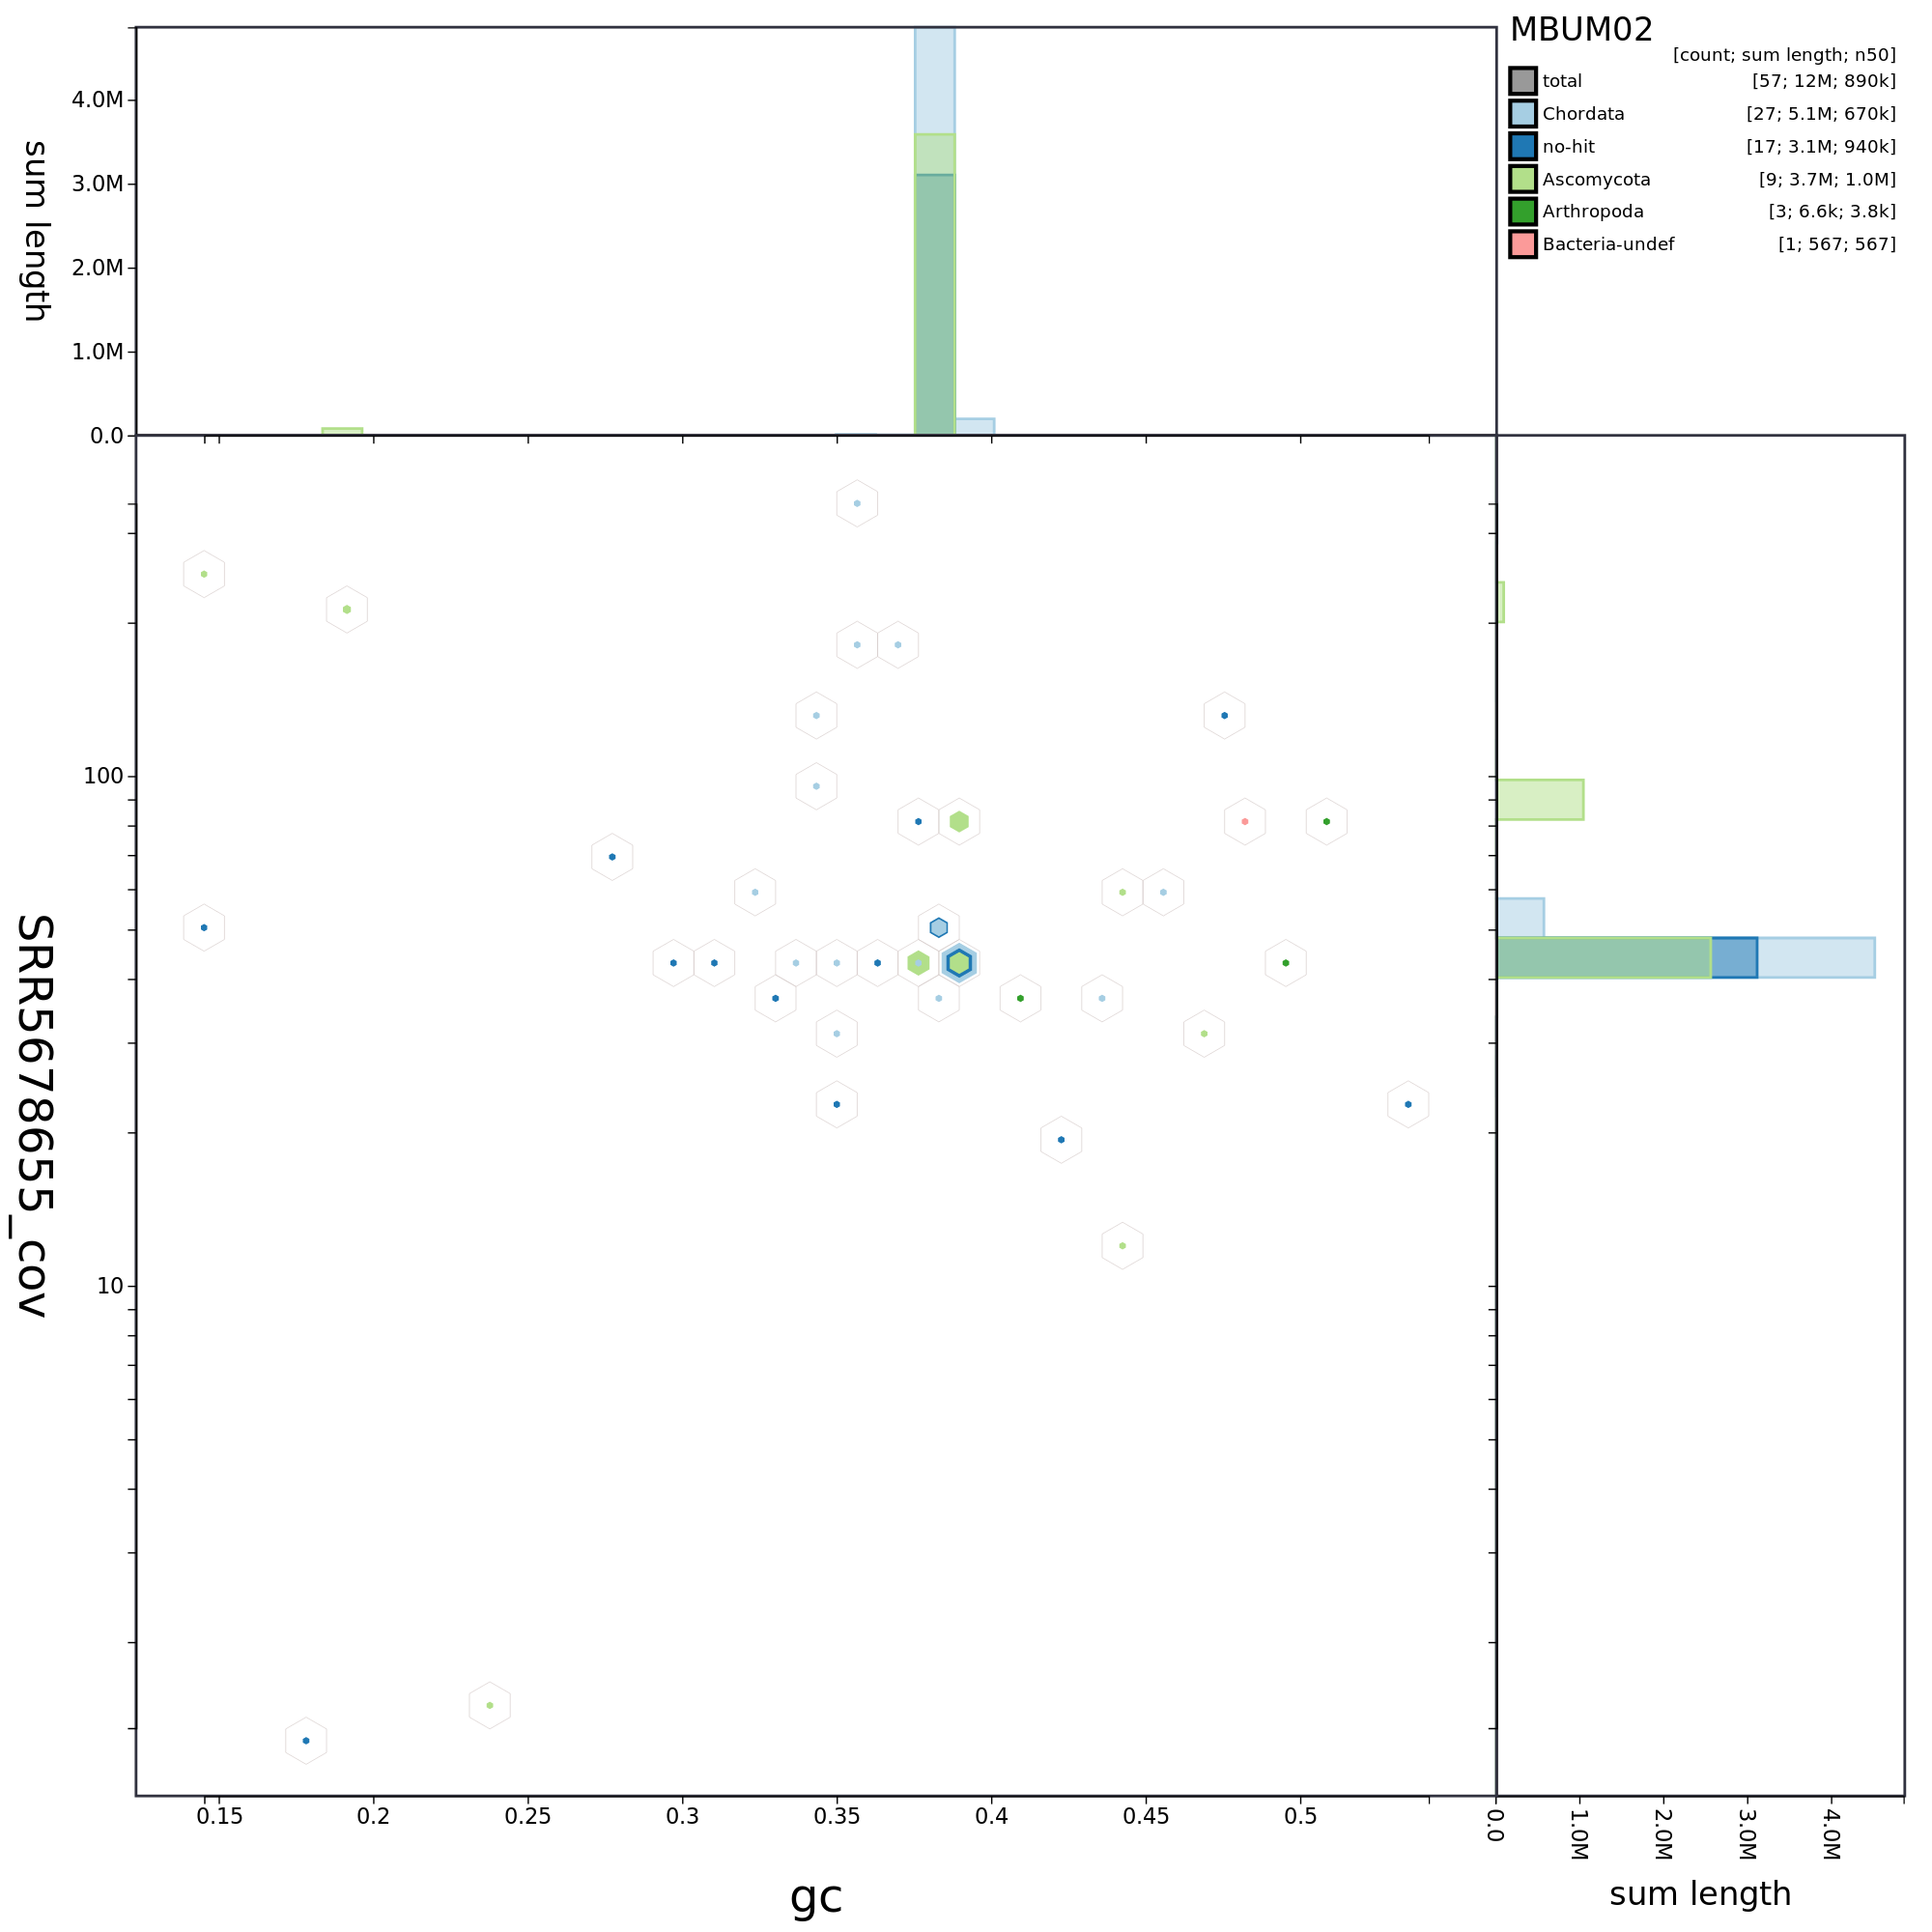 MBUM02
[count; sum length; n50]
total [57; 12M; 890k]
Chordata [27; 5.1M; 670k]
no-hit [17; 3.1M; 940k]
Ascomycota [9; 3.7M; 1.0M]
Arthropoda [3; 6.6k; 3.8k]
Bacteria-undef [1; 567; 567]
sum length
4.0M
3.0M
2.0M
1.0M
0.0
SRR5678655_cov
100
10
0.15 0.2 0.25 0.3 0.35 0.4 0.45 0.5
gc
0.0 1.0M 2.0M 3.0M 4.0M
sum length